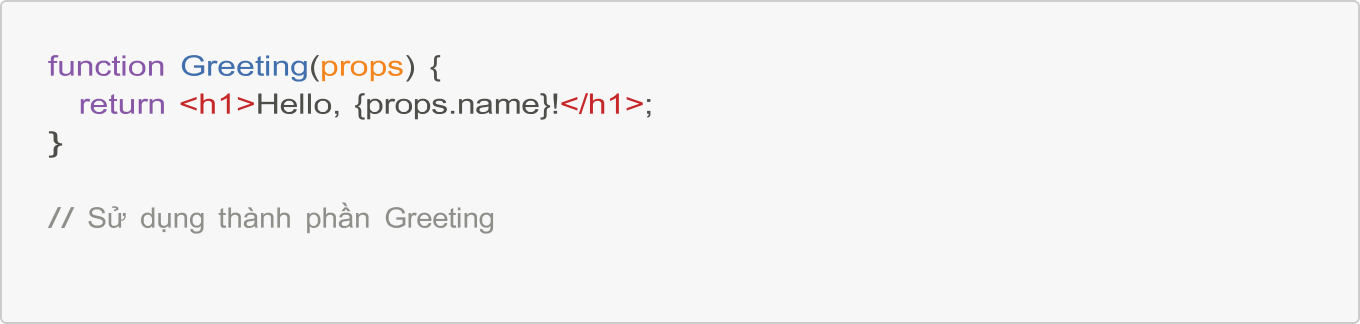 function Greeting(props) {
  return <h1>Hello, {props.name}!</h1>;
}
// Sử dụng thành phần Greeting